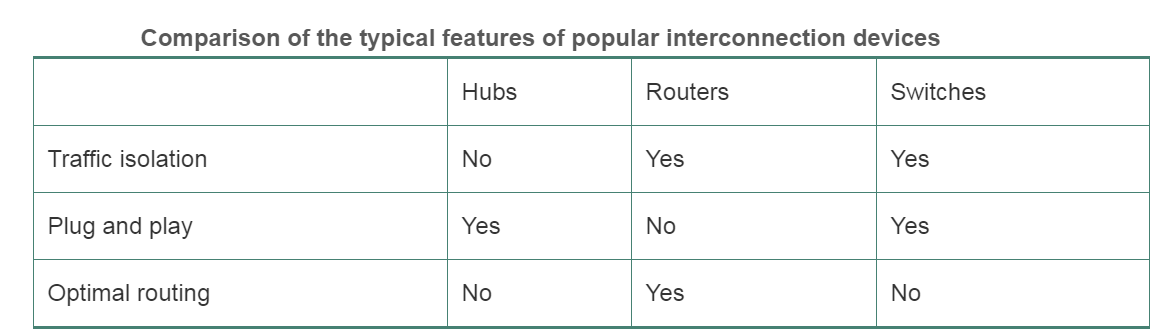 Comparison of the typical features of popular interconnection devices
Hubs Routers Switches
Traffic isolation No Yes Yes
Plug and play Yes No Yes
Optimal routing No Yes No